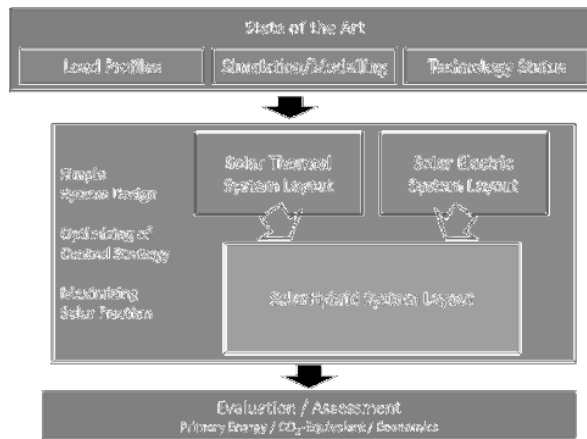 State of the Art
Load Profiles
Simulation/Modelling
Technology Status
Solar Thermal
System Layout
Solar Electric
System Layout
Simple
System Design
Optimizing of
Control Strategy
Maximizing
Solar Fraction
Solar Hybrid System Layout
Evaluation / Assessment
Primary Energy / CO₂-Equivalent / Economics